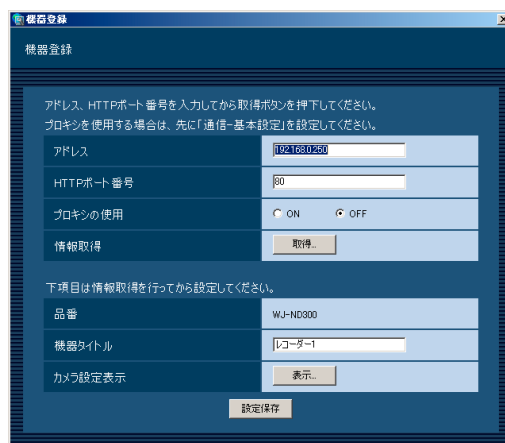 機器登録
機器登録
アドレス、HTTPポート番号を入力してから取得ボタンを押下してください。
プロキシを使用する場合は、先に「通信-基本設定」を設定してください。
アドレス 192.168.0.250
HTTPポート番号 80
プロキシの使用 ON OFF
情報取得 取得...
下項目は情報取得を行ってから設定してください。
品番 WJ-ND300
機器タイトル レコーダー1
カメラ設定表示 表示...
設定保存